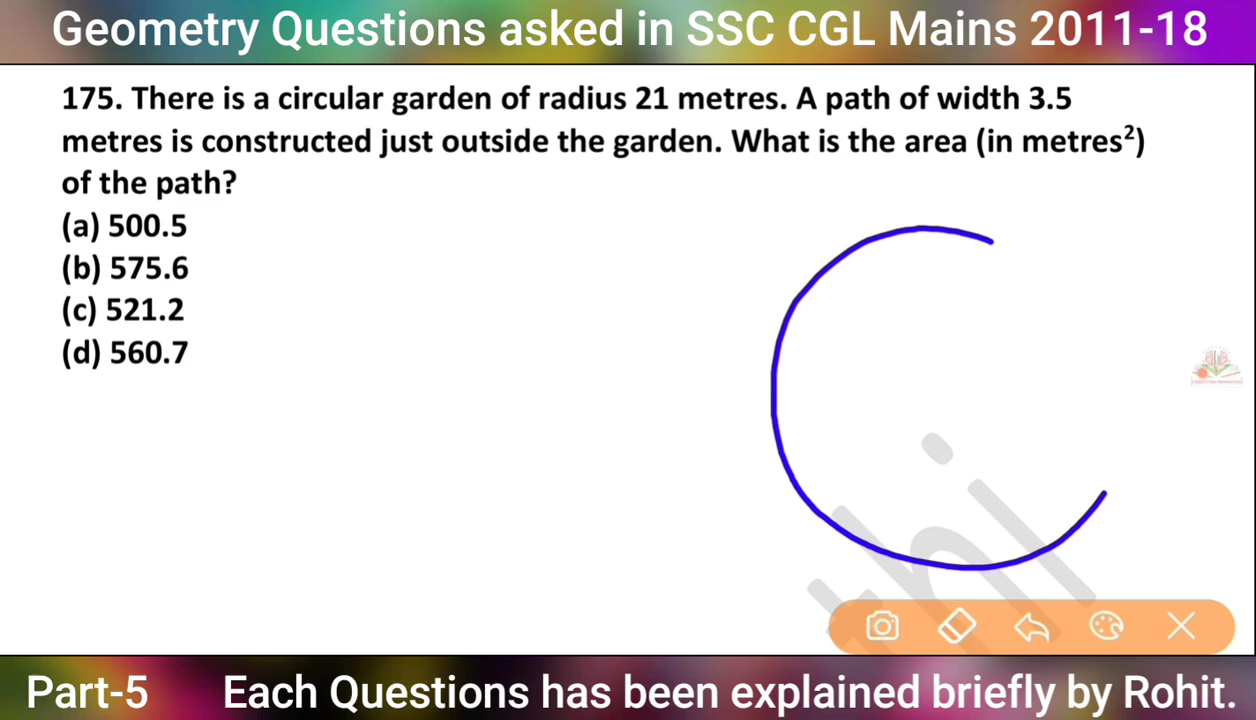 Geometry Questions asked in SSC CGL Mains 2011-18
175. There is a circular garden of radius 21 metres. A path of width 3.5
metres is constructed just outside the garden. What is the area (in metres²)
of the path?
(a) 500.5
(b) 575.6
(c) 521.2
(d) 560.7
Part-5 Each Questions has been explained briefly by Rohit.